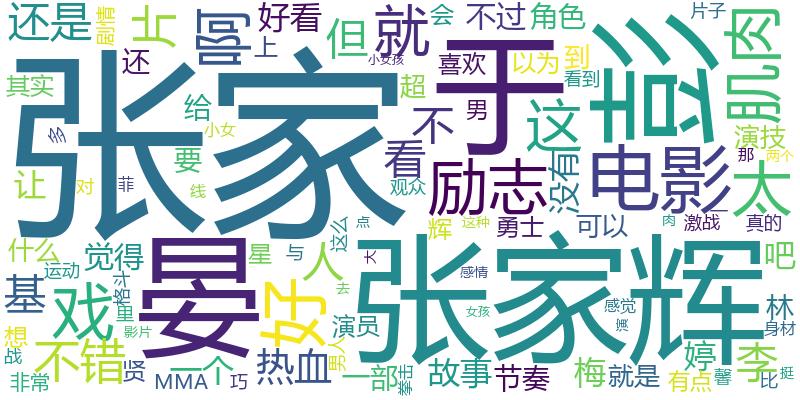 还是
剧情
片
啊
好看
上
但
就
会
不过
角色
片子
还
小女孩
喜欢
以为
到
看到
肌肉
张家
于
彭
其实
给
超
男
演技
多
小女
不
这
那
两个
要
看
没有
电影
太
让
对
菲
线
观众
励志
一
辉
勇士
可以
激战
真的
什么
觉得
星
与
这么
点
这种
肉
吧
运动
格斗
晏
人
大
张家辉
感情
去
基
戏
里
好
女孩
感觉
林
身材
想
影片
演员
演
战
不错
一个
热血
男人
故事
梅
婷
李
非常
贤
MMA
巧
一部
拳击
节奏
就是
有点
馨
比
挺